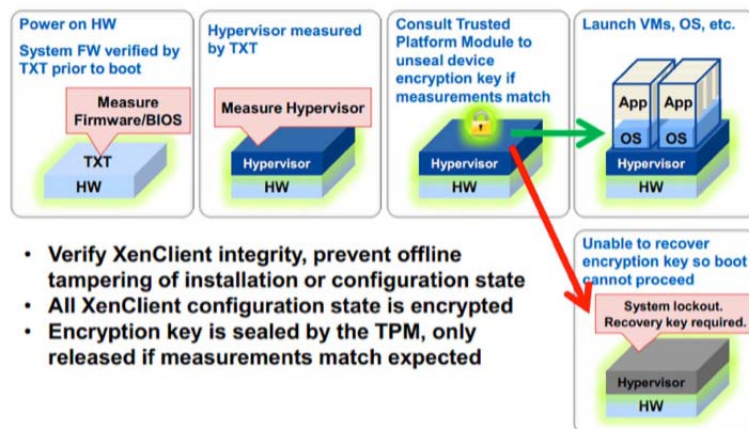 Power on HW
System FW verified by
TXT prior to boot
Measure
Firmware/BIOS
TXT
HW
Hypervisor measured
by TXT
Measure Hypervisor
Hypervisor
HW
Consult Trusted
Platform Module to
unseal device
encryption key if
measurements match
Hypervisor
HW
Launch VMs, OS, etc.
App App
OS OS
Hypervisor
HW
• Verify XenClient integrity, prevent offline
tampering of installation or configuration state
• All XenClient configuration state is encrypted
• Encryption key is sealed by the TPM, only
released if measurements match expected
Unable to recover
encryption key so boot
cannot proceed
System lockout.
Recovery key required.
Hypervisor
HW